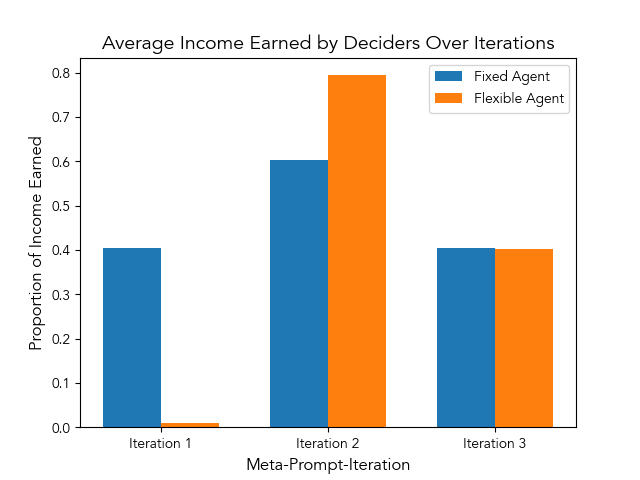 Average Income Earned by Deciders Over Iterations
Fixed Agent
Flexible Agent
Proportion of Income Earned
0.8
0.7
0.6
0.5
0.4
0.3
0.2
0.1
0.0
Iteration 1
Iteration 2
Iteration 3
Meta-Prompt-Iteration